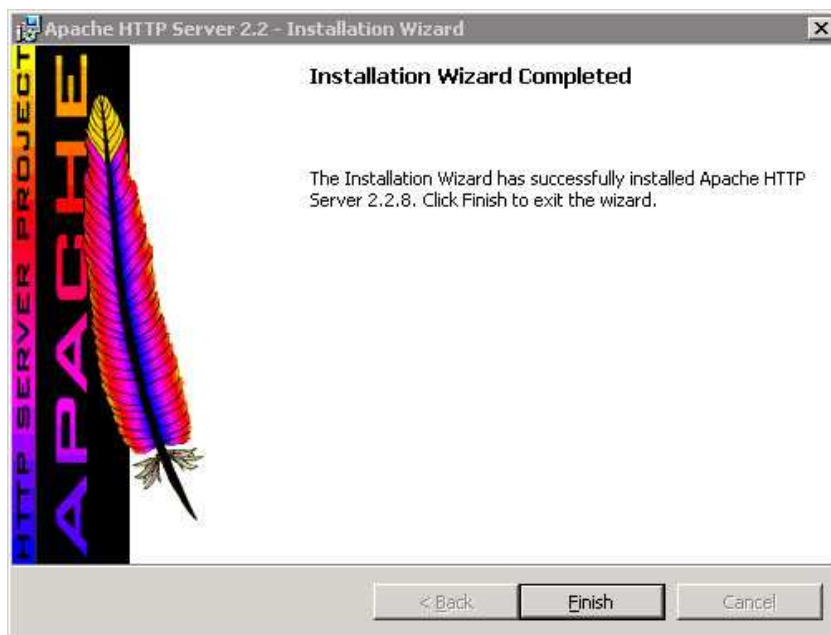 Apache HTTP Server 2.2 - Installation Wizard
HTTP SERVER PROJECT
APACHE
Installation Wizard Completed
The Installation Wizard has successfully installed Apache HTTP
Server 2.2.8. Click Finish to exit the wizard.
< Back
Finish
Cancel